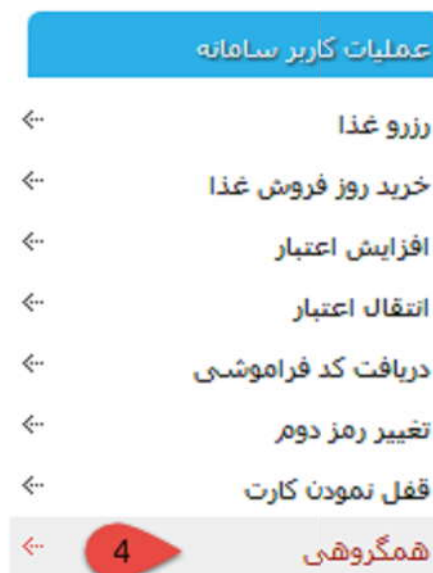 عملیات کاربر سامانه
رزرو غذا
خرید روز فروش غذا
افزایش اعتبار
انتقال اعتبار
دریافت کد فراموشی
تغییر رمز دوم
قفل نمودن کارت
همگروهی
4